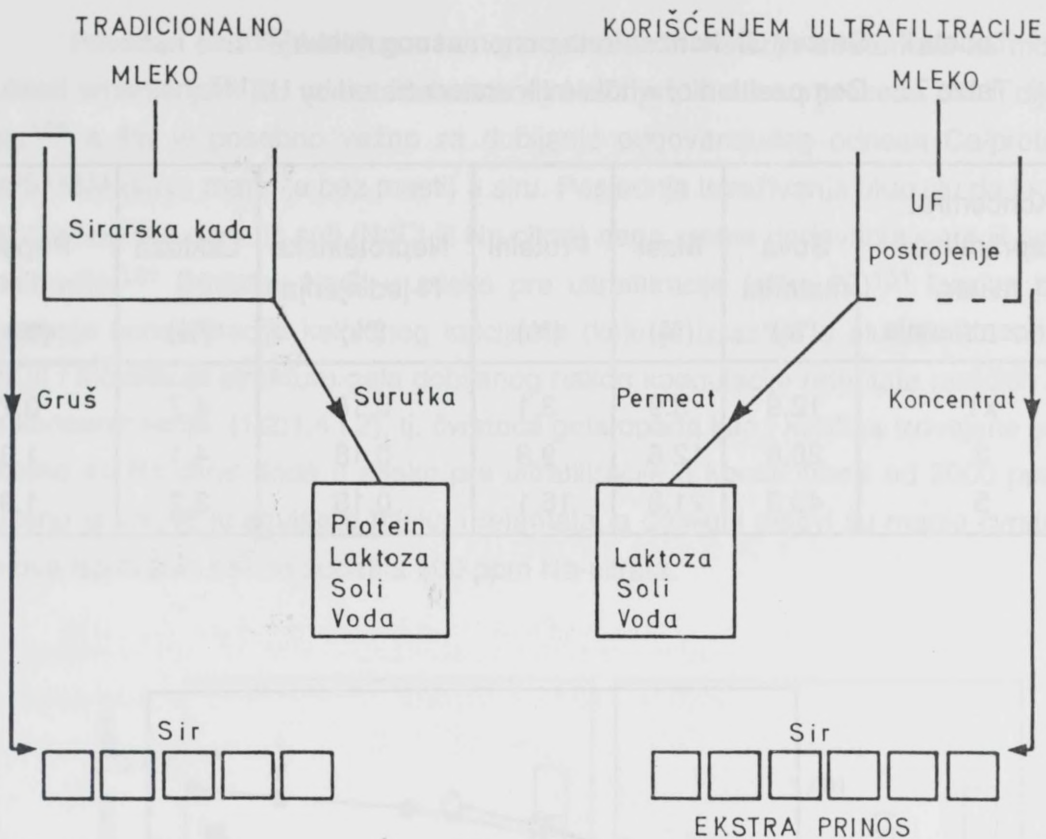 TRADICIONALNO
MLEKO
Sirarska kada
Gruš
Surutka
Protein
Laktoza
Soli
Voda
Sir
KORIŠĆENJEM ULTRAFILTRACIJE
MLEKO
UF
postrojenje
Permeat
Koncentrat
Laktoza
Soli
Voda
Sir
EKSTRA PRINOS